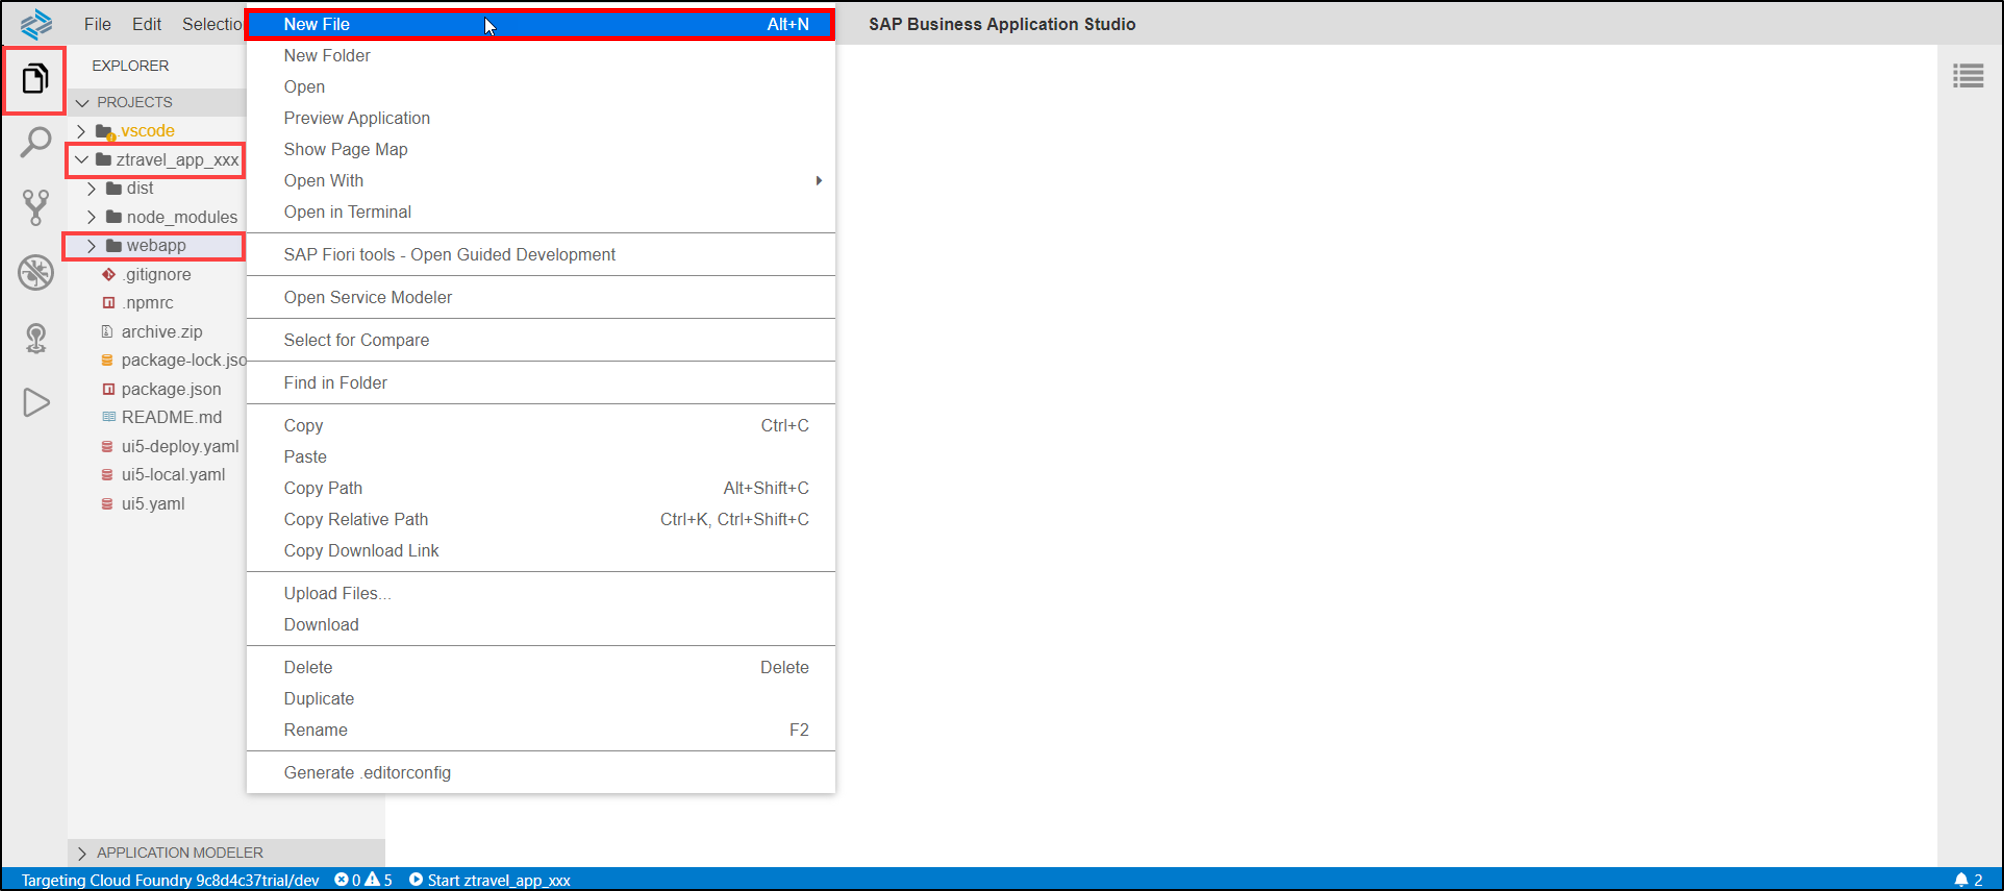 File Edit Selectio
SAP Business Application Studio
EXPLORER
PROJECTS
.vscode
ztravel_app_xxx
dist
node_modules
webapp
.gitignore
.npmrc
archive.zip
package-lock.jso
package.json
README.md
ui5-deploy.yaml
ui5-local.yaml
ui5.yaml
APPLICATION MODELER
New File Alt+N
New Folder
Open
Preview Application
Show Page Map
Open With
Open in Terminal
SAP Fiori tools - Open Guided Development
Open Service Modeler
Select for Compare
Find in Folder
Copy Ctrl+C
Paste
Copy Path Alt+Shift+C
Copy Relative Path Ctrl+K, Ctrl+Shift+C
Copy Download Link
Upload Files...
Download
Delete Delete
Duplicate
Rename F2
Generate .editorconfig
Targeting Cloud Foundry 9c8d4c37trial/dev 0 5 Start ztravel_app_xxx 2